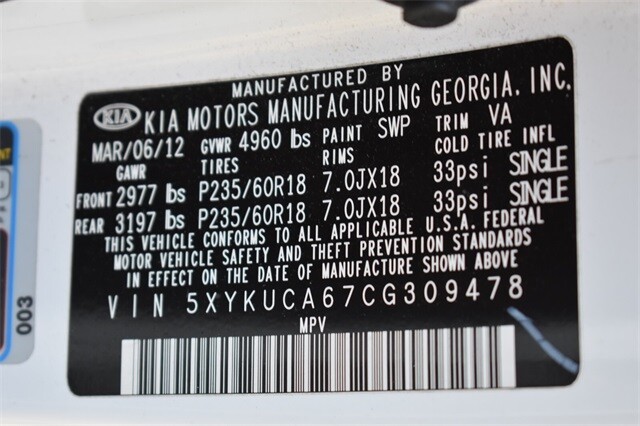 MANUFACTURED BY
KIA KIA MOTORS MANUFACTURING GEORGIA, INC.
MAR/06/12 GVWR 4960 lbs PAINT SWP TRIM VA
GAWR TIRES RIMS COLD TIRE INFL
FRONT 2977 lbs P235/60R18 7.0JX18 33psi SINGLE
REAR 3197 lbs P235/60R18 7.0JX18 33psi SINGLE
THIS VEHICLE CONFORMS TO ALL APPLICABLE U.S.A. FEDERAL
MOTOR VEHICLE SAFETY AND THEFT PREVENTION STANDARDS
IN EFFECT ON THE DATE OF MANUFACTURE SHOWN ABOVE
VIN 5XYKUCA67CG309478
MPV
003